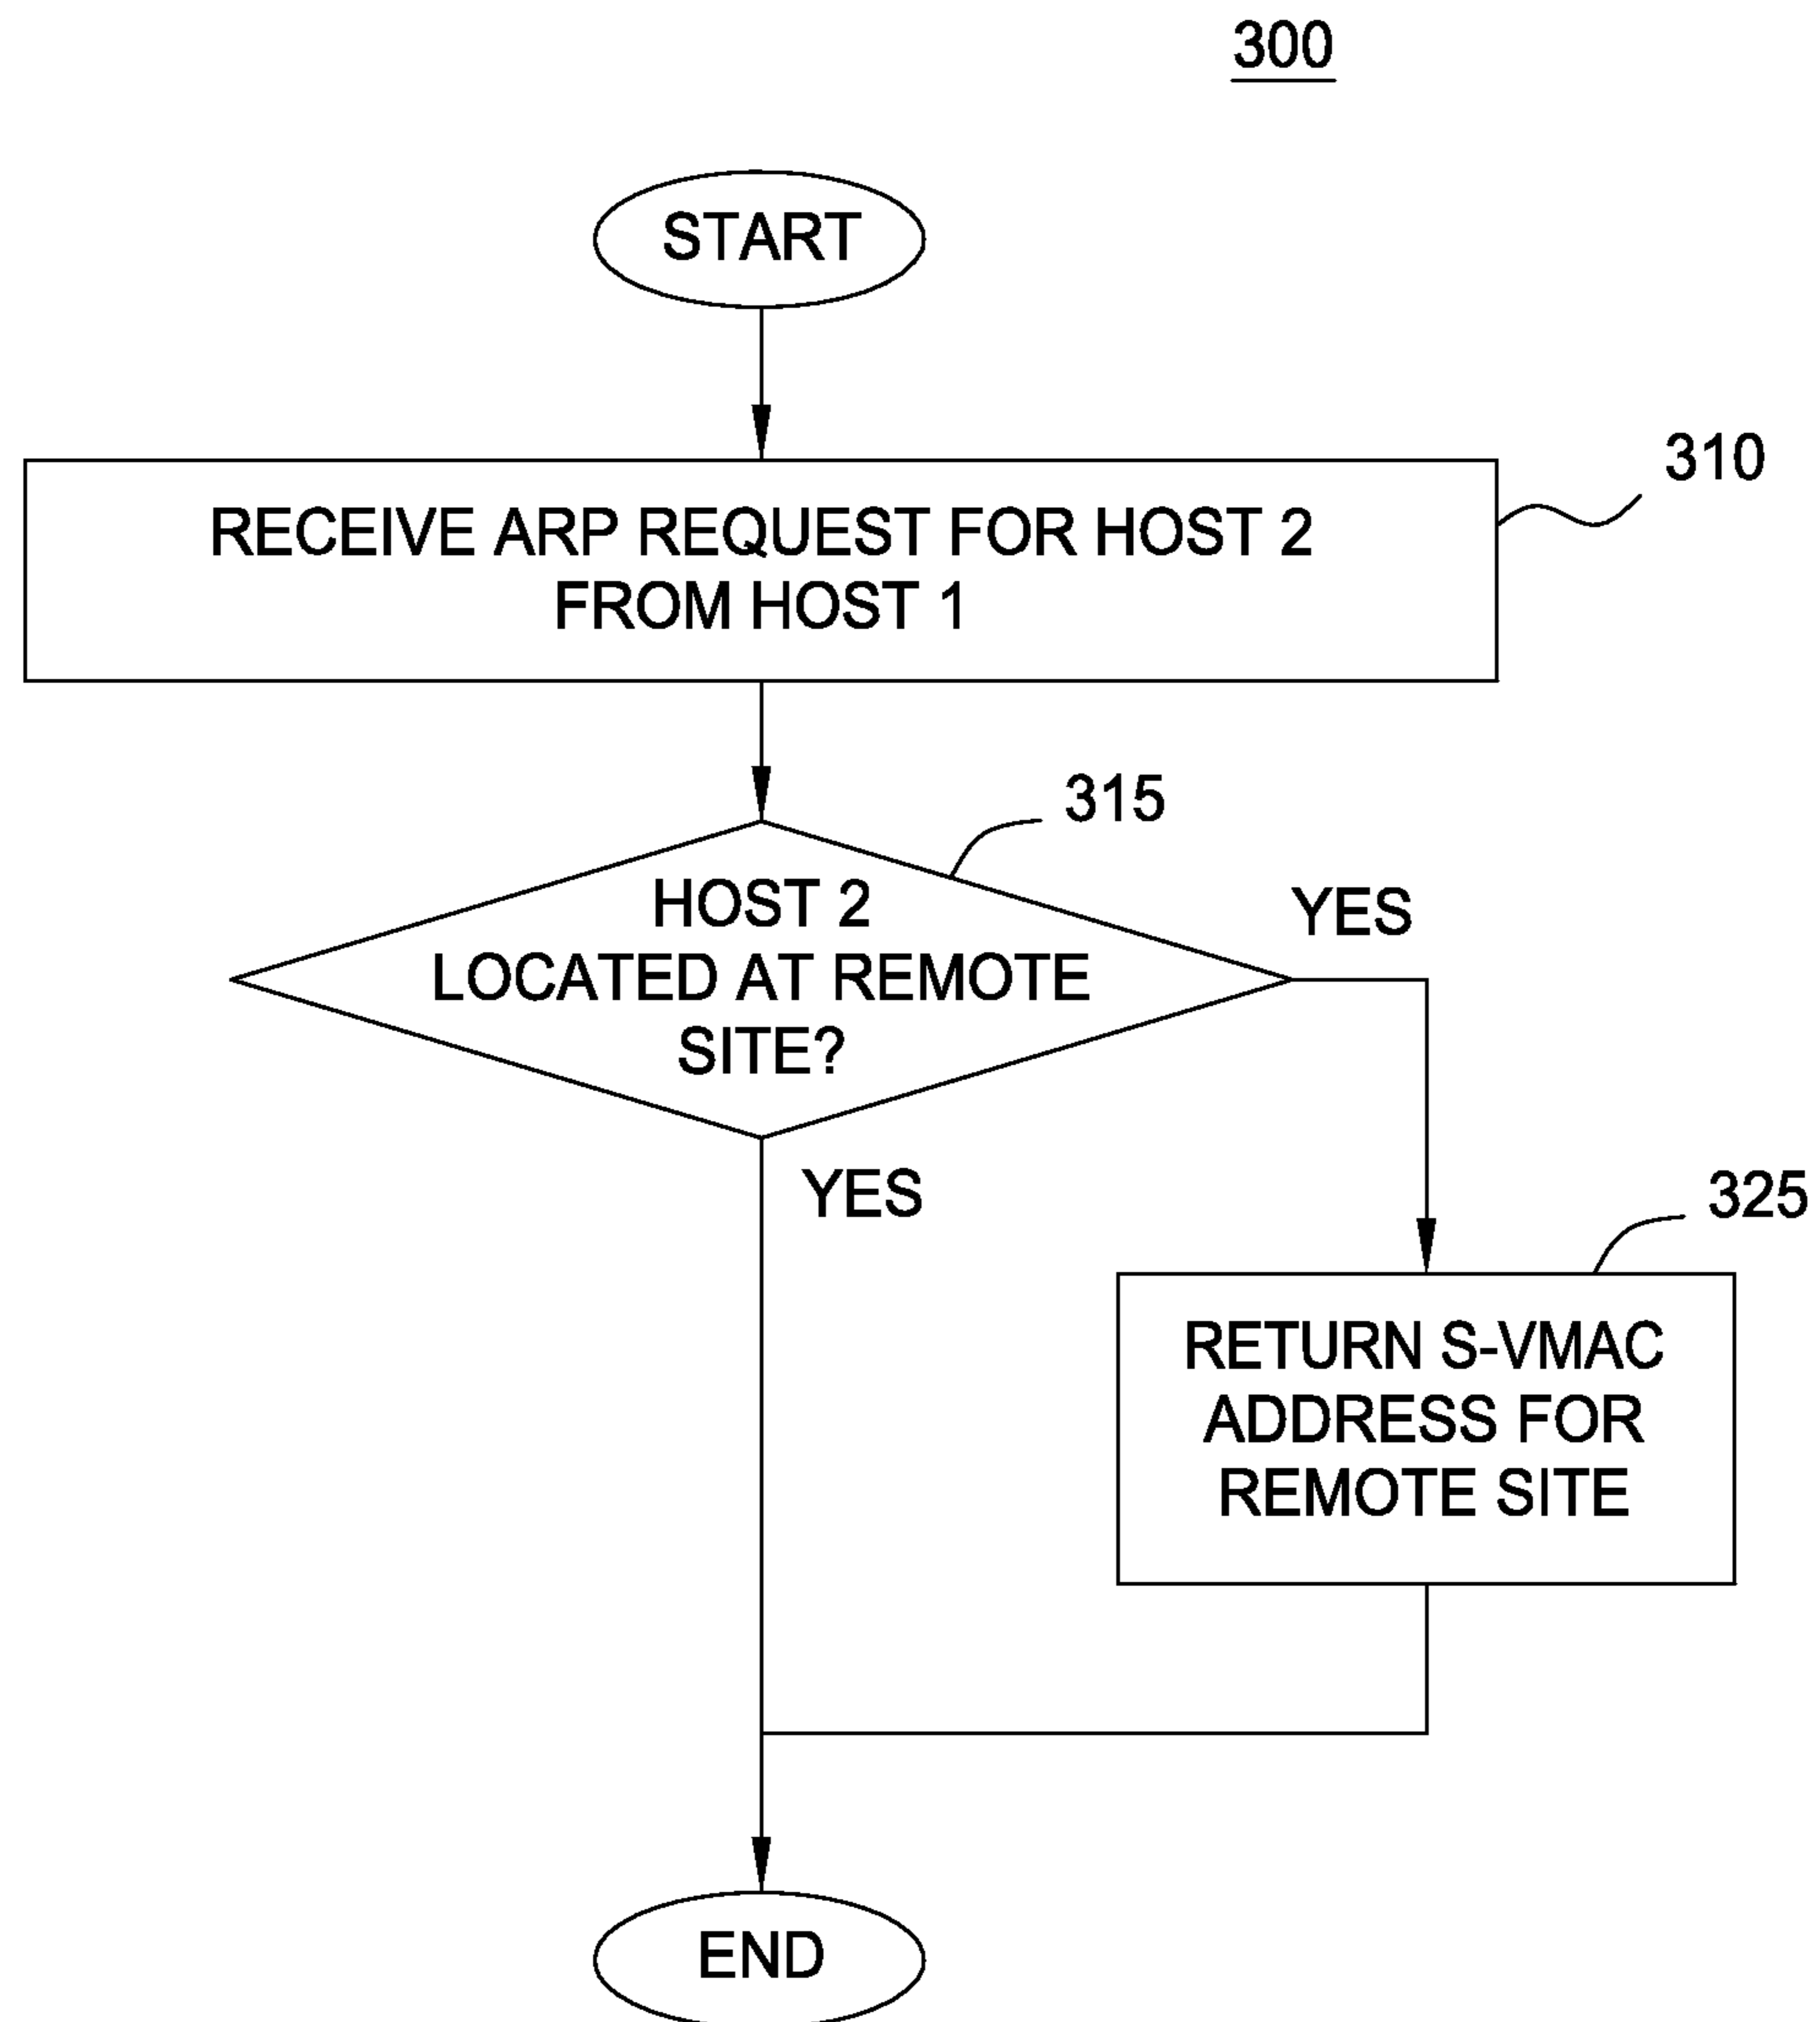 300
START
RECEIVE ARP REQUEST FOR HOST 2
FROM HOST 1
310
315
HOST 2
LOCATED AT REMOTE
SITE?
YES
YES
325
RETURN S-VMAC
ADDRESS FOR
REMOTE SITE
END